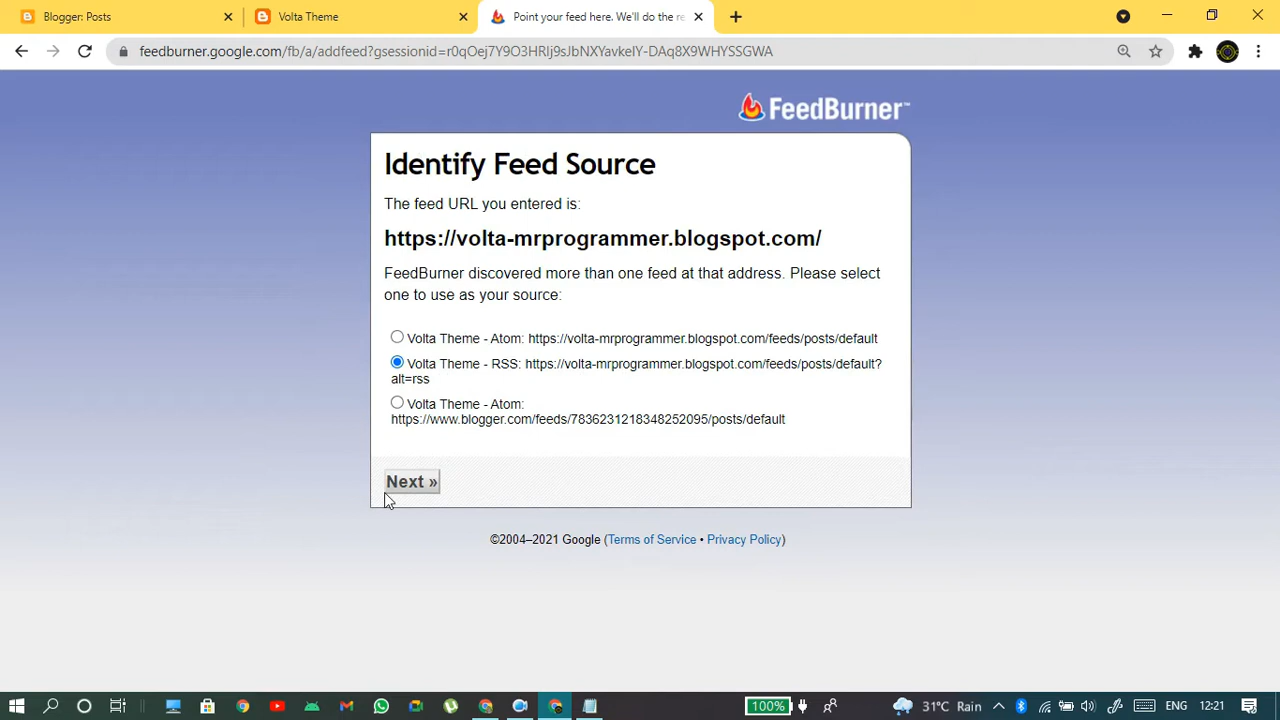 Blogger: Posts
Volta Theme
Point your feed here. We'll do the re
feedburner.google.com/fb/a/addfeed?gsessionid=r0qOej7Y9O3HRIj9sJbNXYavkeIY-DAq8X9WHYSSGWA
FeedBurner™
Identify Feed Source
The feed URL you entered is:
https://volta-mrprogrammer.blogspot.com/
FeedBurner discovered more than one feed at that address. Please select
one to use as your source:
Volta Theme - Atom: https://volta-mrprogrammer.blogspot.com/feeds/posts/default
Volta Theme - RSS: https://volta-mrprogrammer.blogspot.com/feeds/posts/default?
alt=rss
Volta Theme - Atom:
https://www.blogger.com/feeds/7836231218348252095/posts/default
Next »
©2004–2021 Google (Terms of Service • Privacy Policy)
100%
31°C Rain
ENG
12:21